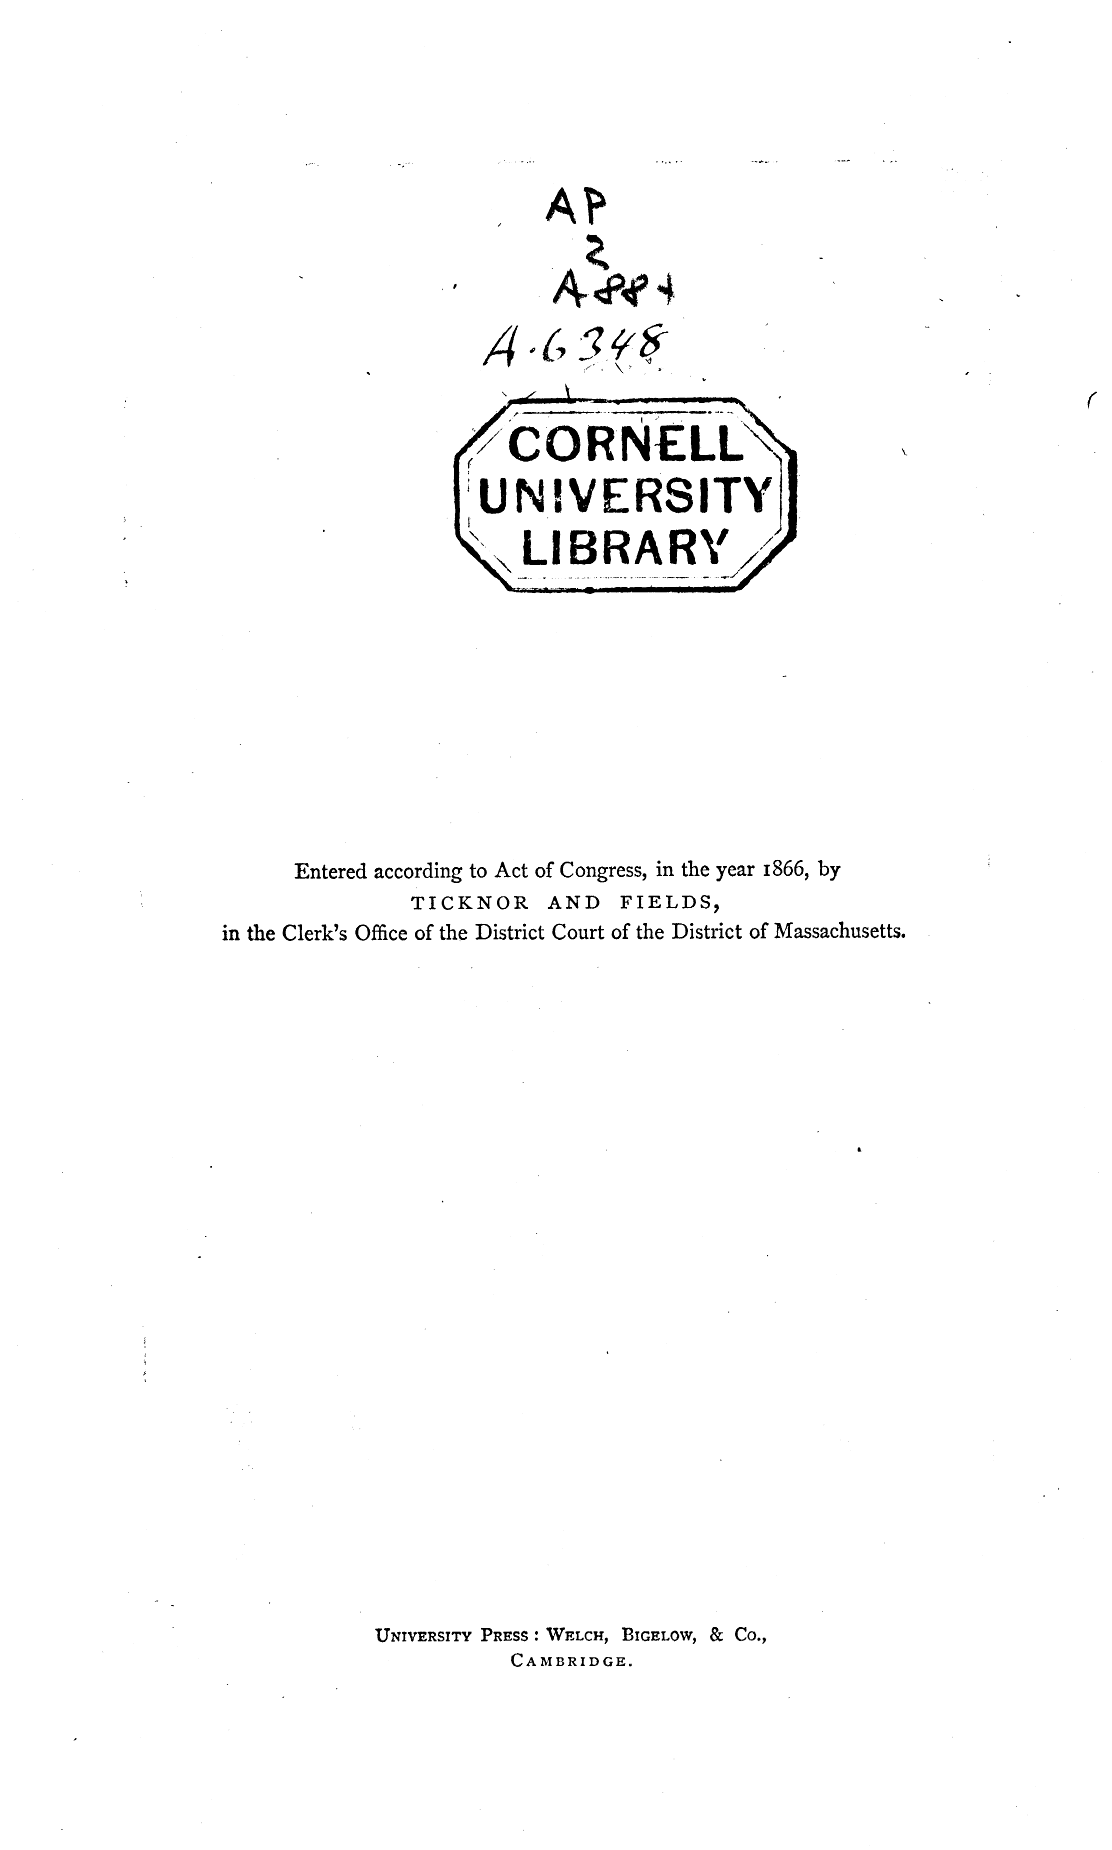 AP
2
A88+
A.6348
CORNELL
UNIVERSITY
LIBRARY
Entered according to Act of Congress, in the year 1866, by
TICKNOR AND FIELDS,
in the Clerk's Office of the District Court of the District of Massachusetts.
UNIVERSITY PRESS: WELCH, BIGELOW, & CO.,
CAMBRIDGE.